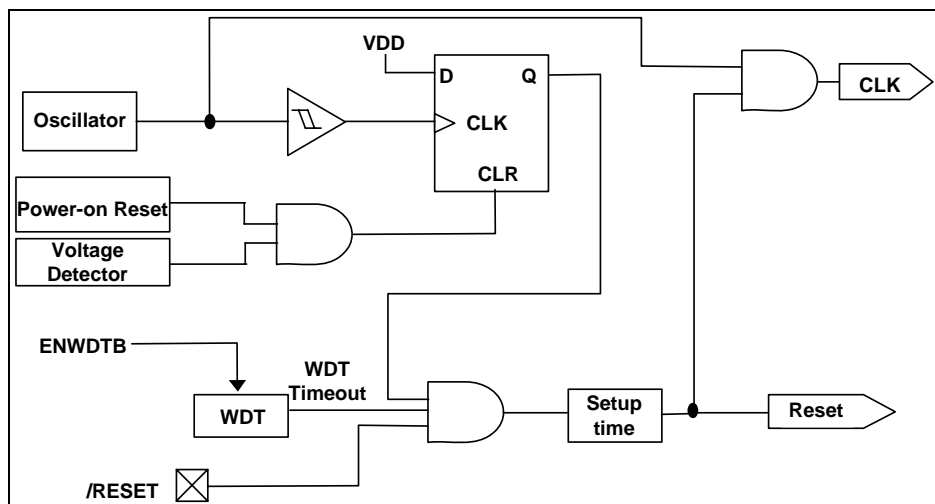 VDD
D
Q
CLK
Oscillator
CLK
CLR
Power-on Reset
Voltage
Detector
ENWDTB
WDT
Timeout
WDT
Setup
time
Reset
/RESET